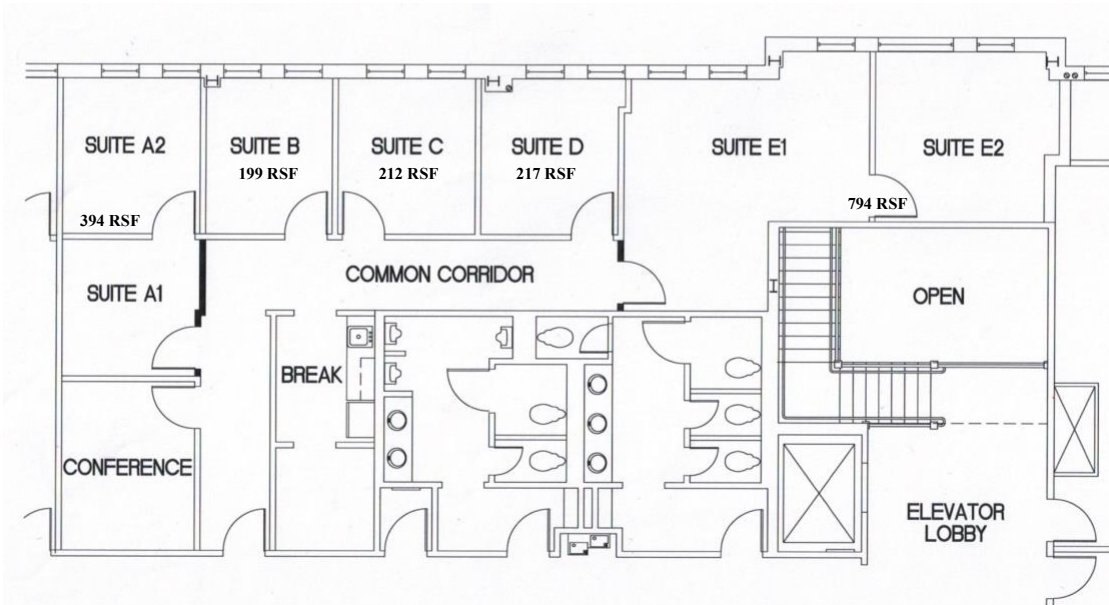 SUITE A2
394 RSF
SUITE B
199 RSF
SUITE C
212 RSF
SUITE D
217 RSF
SUITE E1
SUITE E2
794 RSF
COMMON CORRIDOR
SUITE A1
OPEN
BREAK
CONFERENCE
ELEVATOR
LOBBY